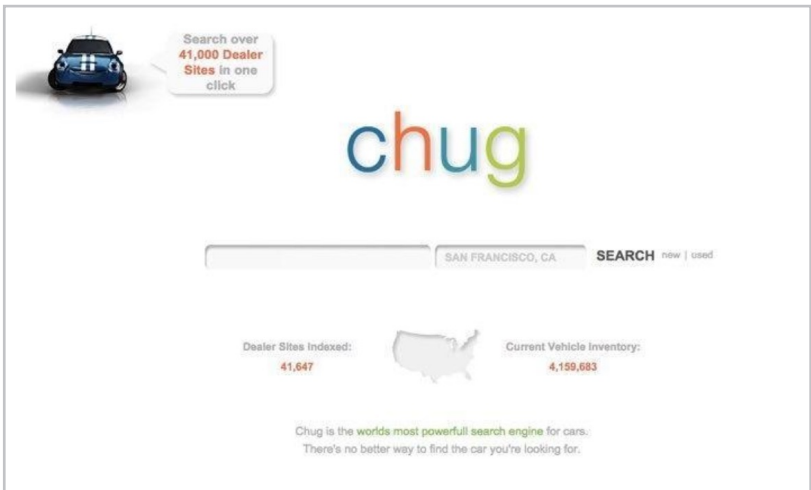 Search over
41,000 Dealer
Sites in one
click
chug
SAN FRANCISCO, CA
SEARCH new | used
Dealer Sites Indexed:
41,647
Current Vehicle Inventory:
4,159,683
Chug is the worlds most powerfull search engine for cars.
There's no better way to find the car you're looking for.